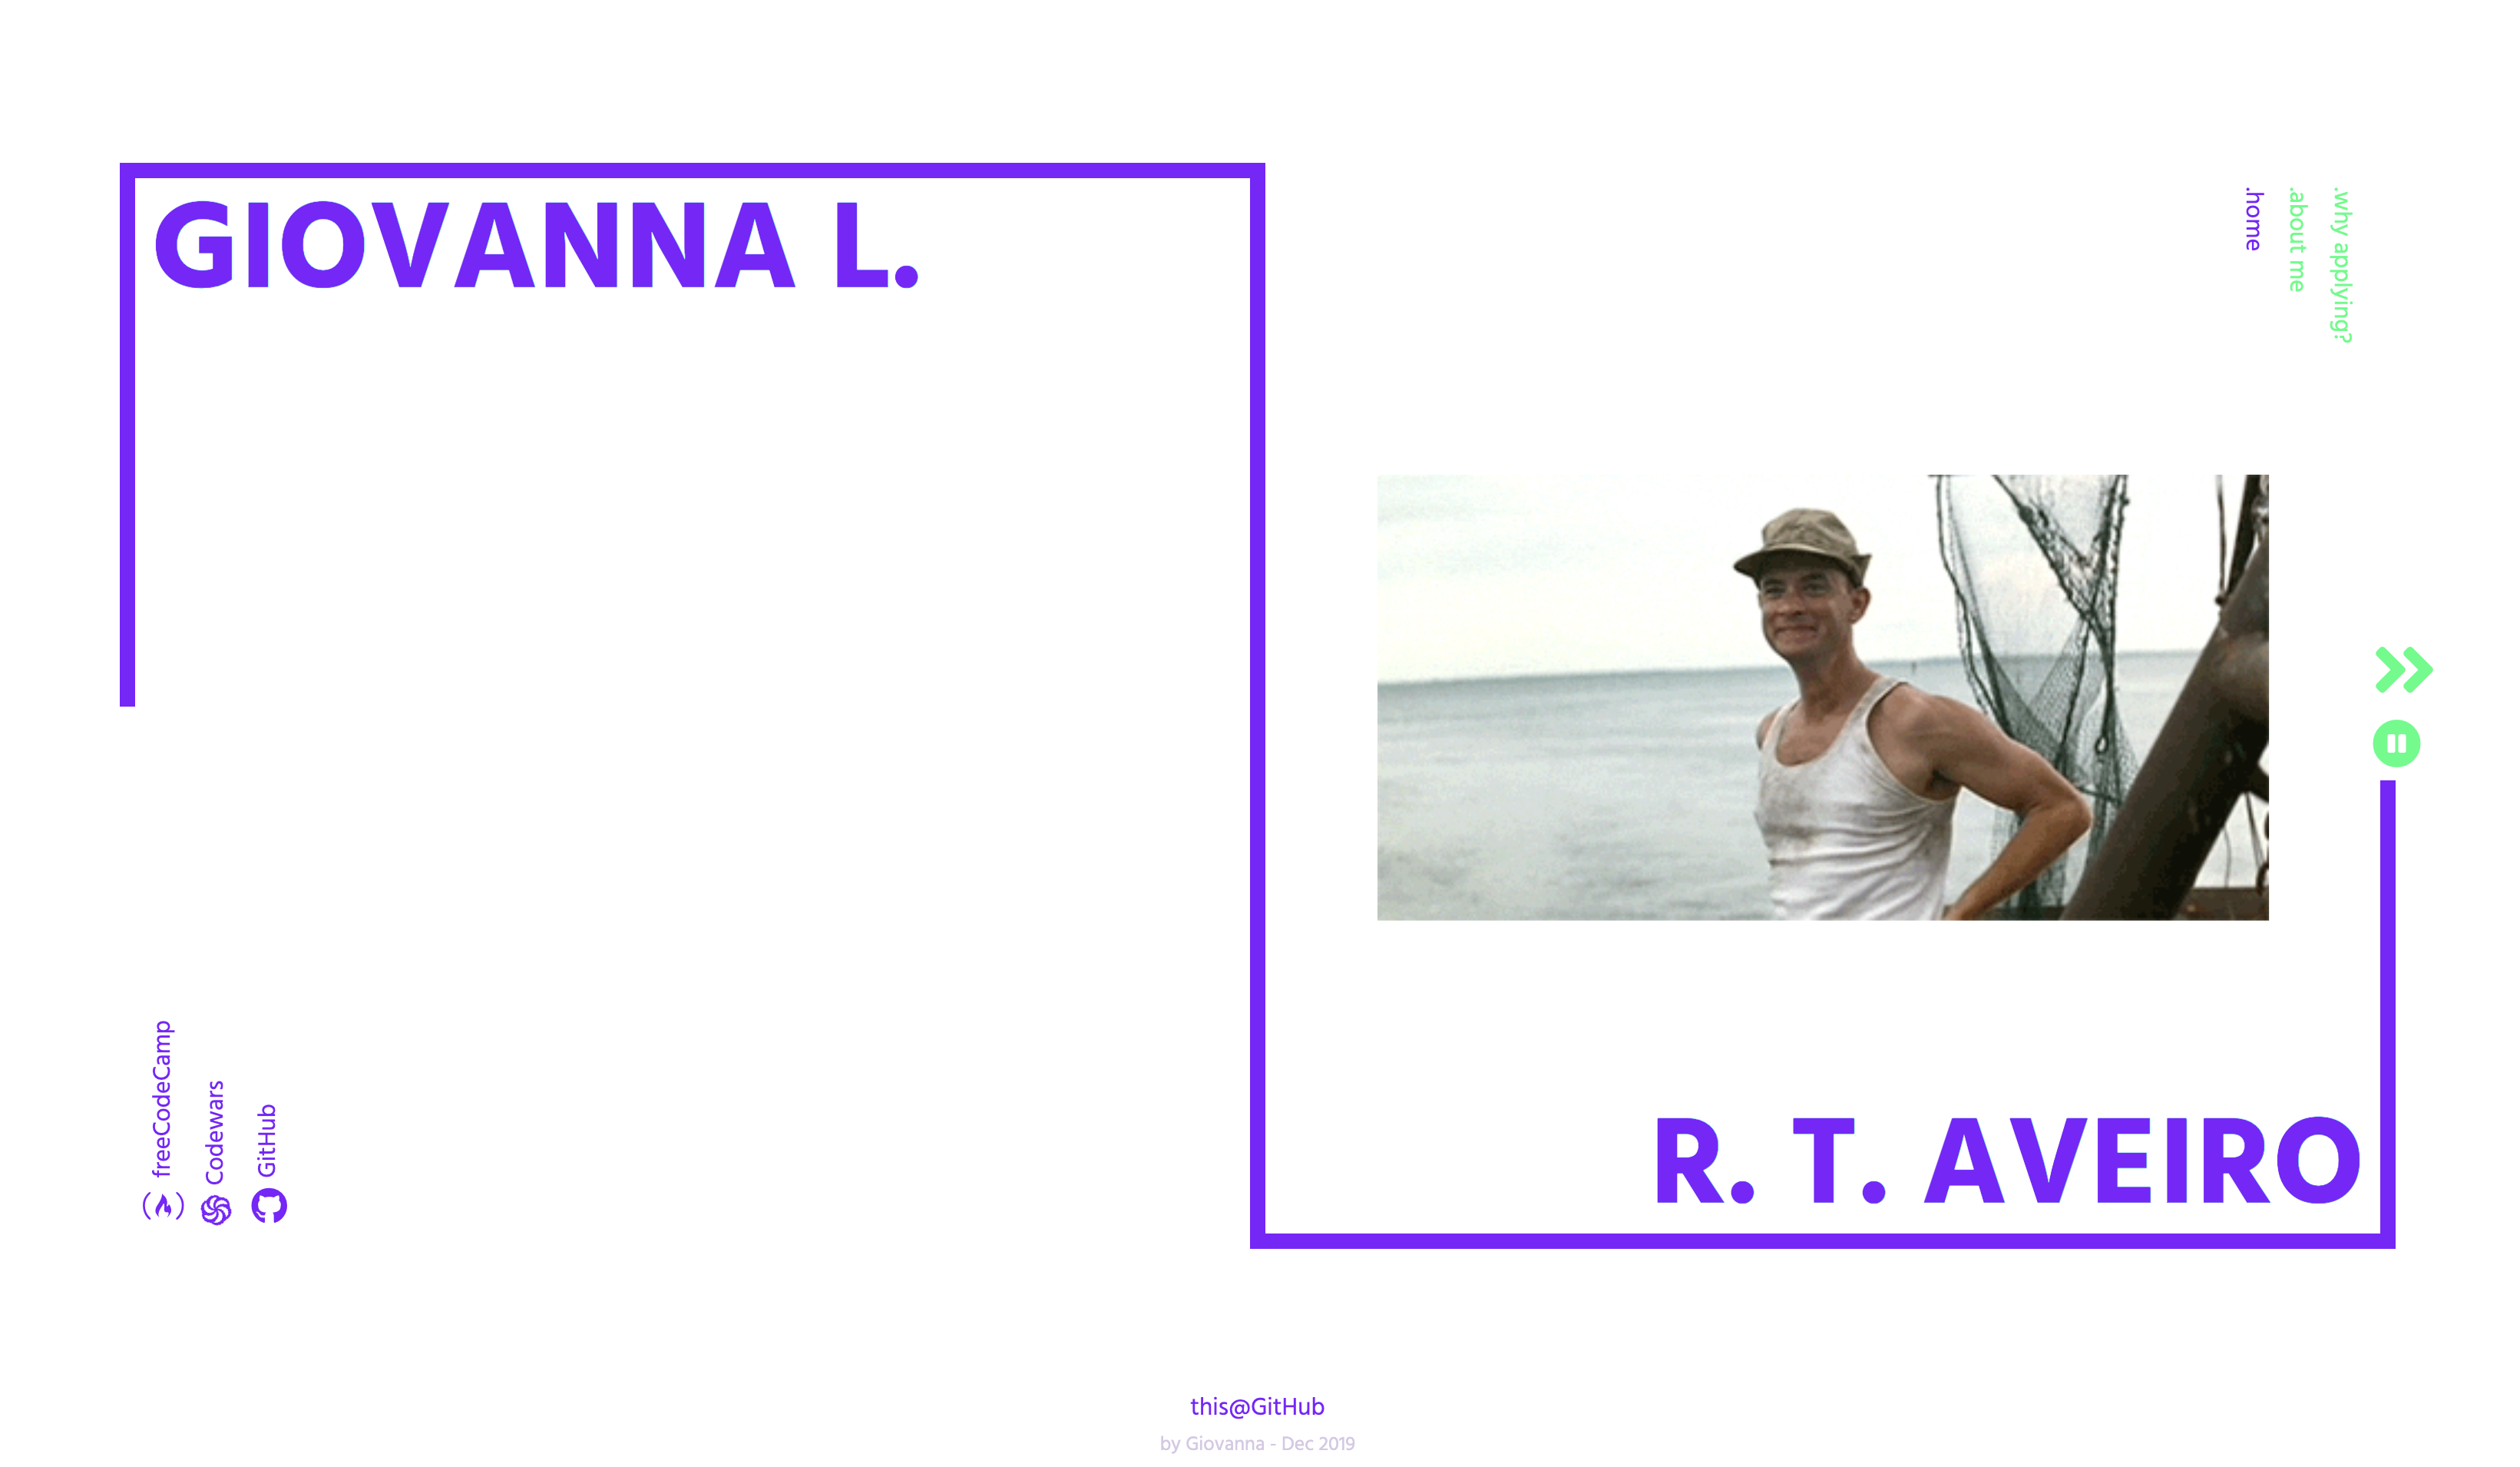 GIOVANNA L.
.home
.about me
.why applying?
freeCodeCamp
Codewars
GitHub
R. T. AVEIRO
this@GitHub
by Giovanna - Dec 2019